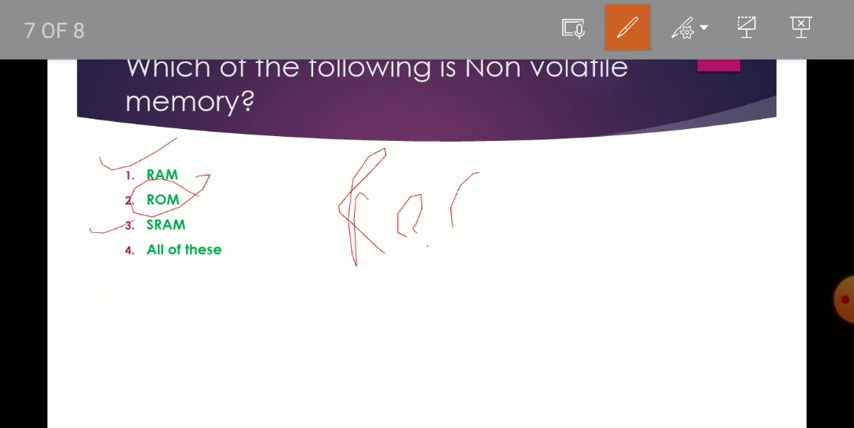 7 OF 8
Which of the following is Non Volatile
memory?
1. RAM
2. ROM
3. SRAM
4. All of these